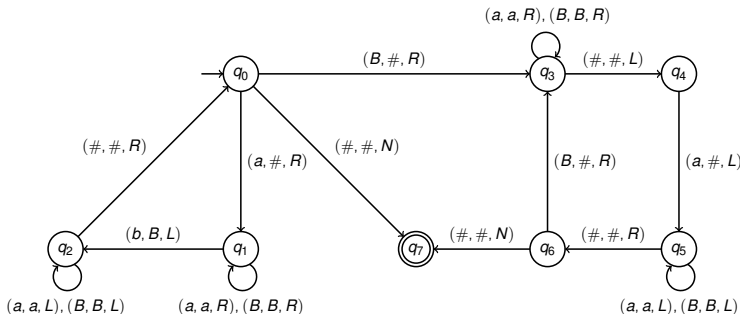 (a, a, R), (B, B, R)
q0 (B, #, R) q3 (#, #, L) q4
(#, #, R) (a, #, R) (#, #, N) (B, #, R) (a, #, L)
q2 (b, B, L) q1 q7 (#, #, N) q6 (#, #, R) q5
(a, a, L), (B, B, L) (a, a, R), (B, B, R) (a, a, L), (B, B, L)